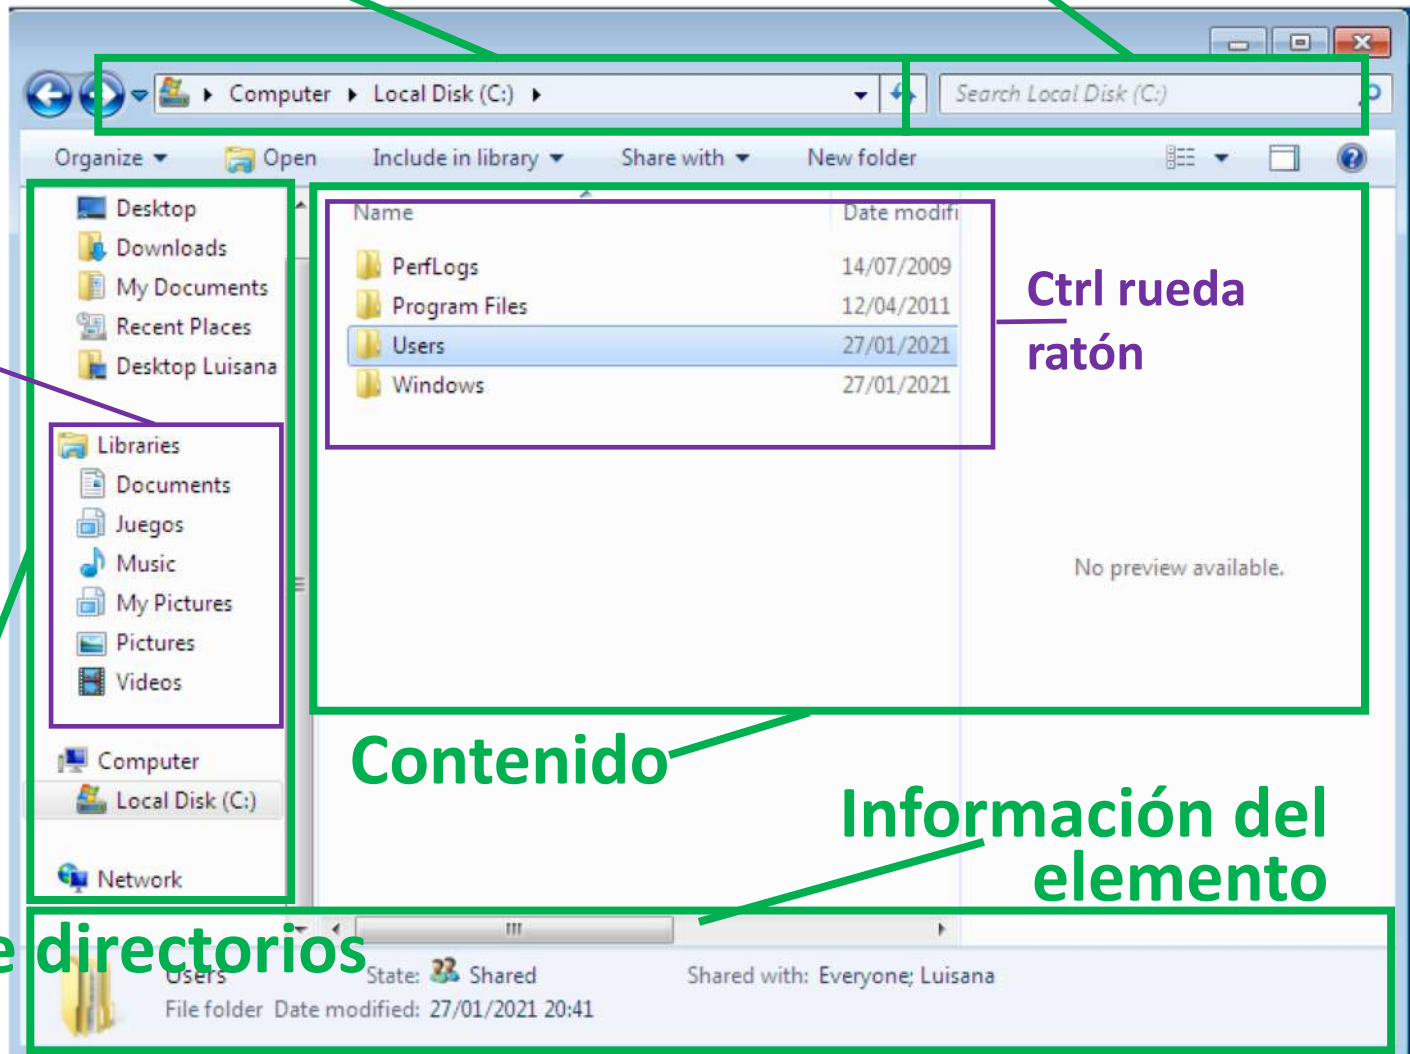 Computer ▸ Local Disk (C:) ▸
Search Local Disk (C:)
Organize
Open
Include in library
Share with
New folder
Desktop
Downloads
My Documents
Recent Places
Desktop Luisana
Libraries
Documents
Juegos
Music
My Pictures
Pictures
Videos
Computer
Local Disk (C:)
Network
Name
Date modifi
PerfLogs
14/07/2009
Program Files
12/04/2011
Users
27/01/2021
Windows
27/01/2021
Ctrl rueda
ratón
No preview available.
Contenido
Información del
elemento
e directorios
Users
State: Shared
Shared with: Everyone; Luisana
File folder Date modified: 27/01/2021 20:41